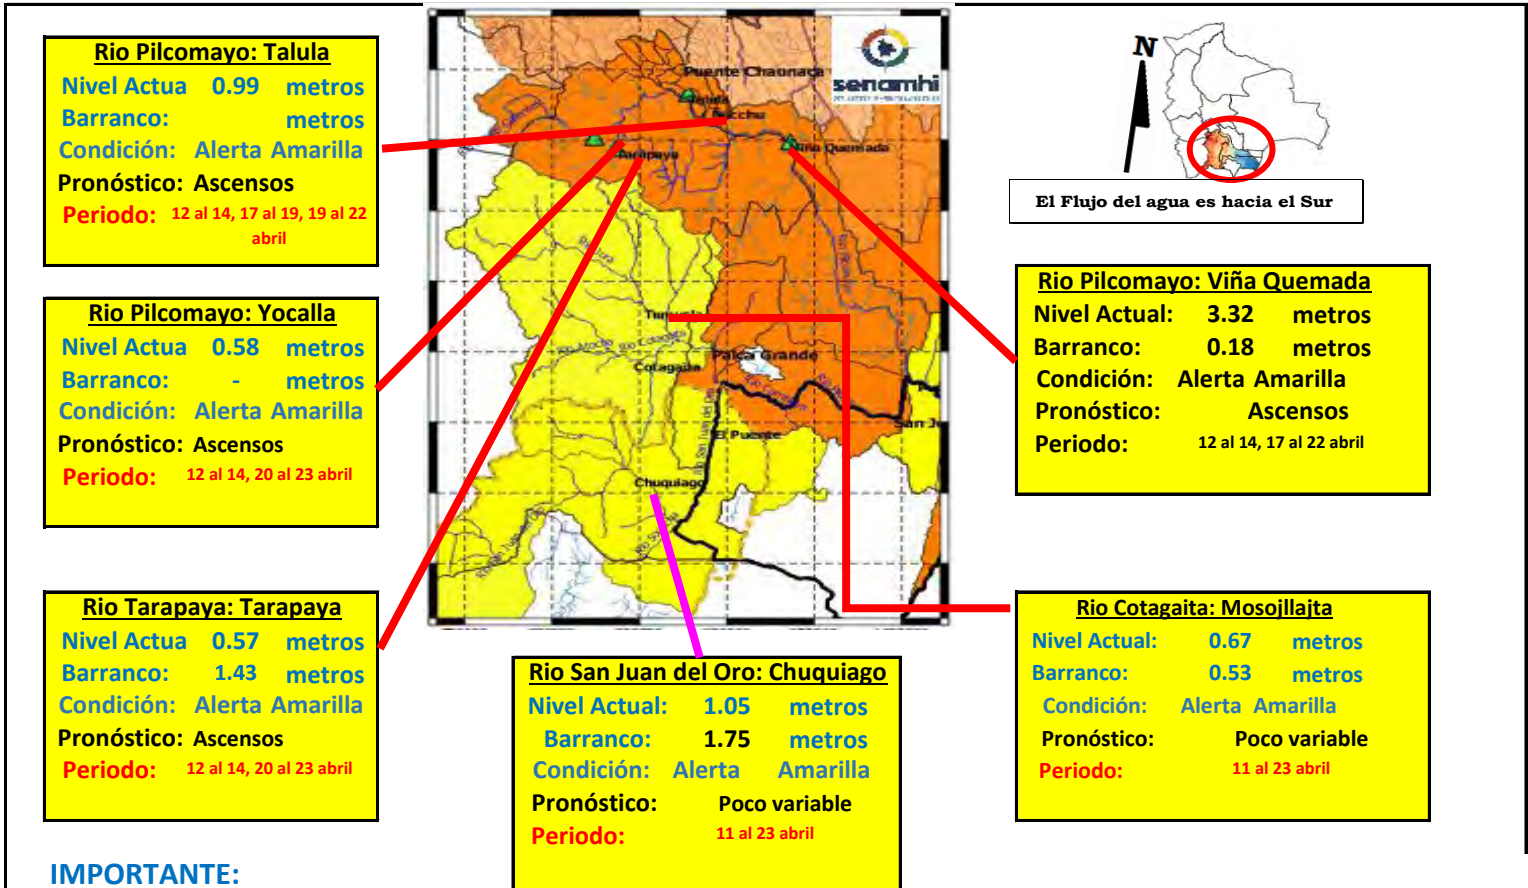 Rio Pilcomayo: Talula
Nivel Actua 0.99 metros
Barranco: metros
Condición: Alerta Amarilla
Pronóstico: Ascensos
Periodo: 12 al 14, 17 al 19, 19 al 22
abril
Rio Pilcomayo: Yocalla
Nivel Actua 0.58 metros
Barranco: - metros
Condición: Alerta Amarilla
Pronóstico: Ascensos
Periodo: 12 al 14, 20 al 23 abril
Rio Tarapaya: Tarapaya
Nivel Actua 0.57 metros
Barranco: 1.43 metros
Condición: Alerta Amarilla
Pronóstico: Ascensos
Periodo: 12 al 14, 20 al 23 abril
IMPORTANTE:
senamhi
Puente Chaunaca
Viña Quemada
Tarapaya
Palca Grande
Cotagaita
El Puente
San J
Chuquiago
Rio San Juan del Oro
Rio San Juan del Oro: Chuquiago
Nivel Actual: 1.05 metros
Barranco: 1.75 metros
Condición: Alerta Amarilla
Pronóstico: Poco variable
Periodo: 11 al 23 abril
N
El Flujo del agua es hacia el Sur
Rio Pilcomayo: Viña Quemada
Nivel Actual: 3.32 metros
Barranco: 0.18 metros
Condición: Alerta Amarilla
Pronóstico: Ascensos
Periodo: 12 al 14, 17 al 22 abril
Rio Cotagaita: Mosojllajta
Nivel Actual: 0.67 metros
Barranco: 0.53 metros
Condición: Alerta Amarilla
Pronóstico: Poco variable
Periodo: 11 al 23 abril